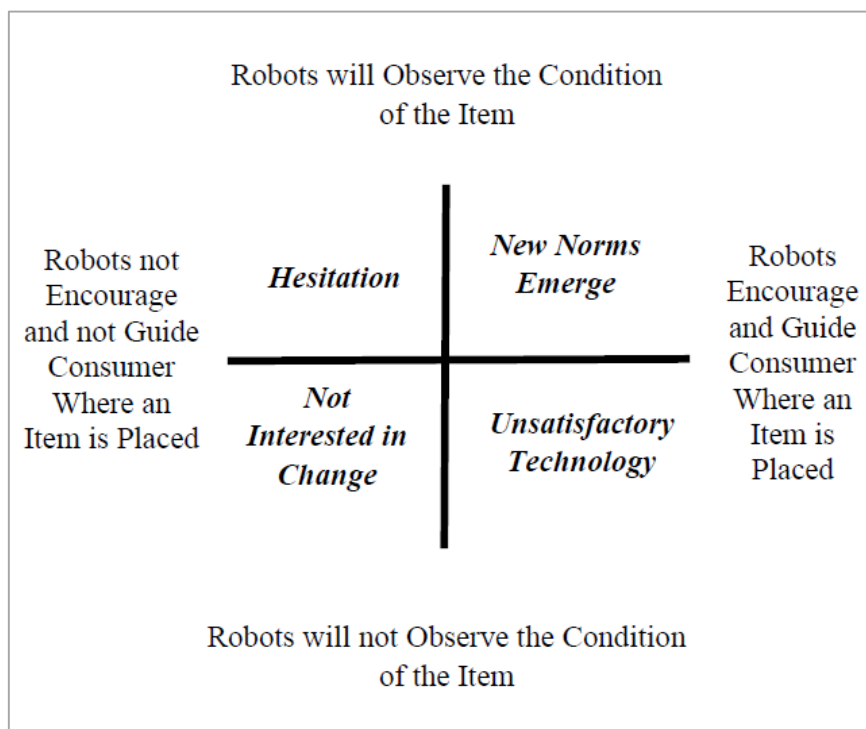 Robots will Observe the Condition
of the Item
Robots not
Encourage
and not Guide
Consumer
Where an
Item is Placed
Hesitation
New Norms
Emerge
Not
Interested in
Change
Unsatisfactory
Technology
Robots
Encourage
and Guide
Consumer
Where an
Item is
Placed
Robots will not Observe the Condition
of the Item